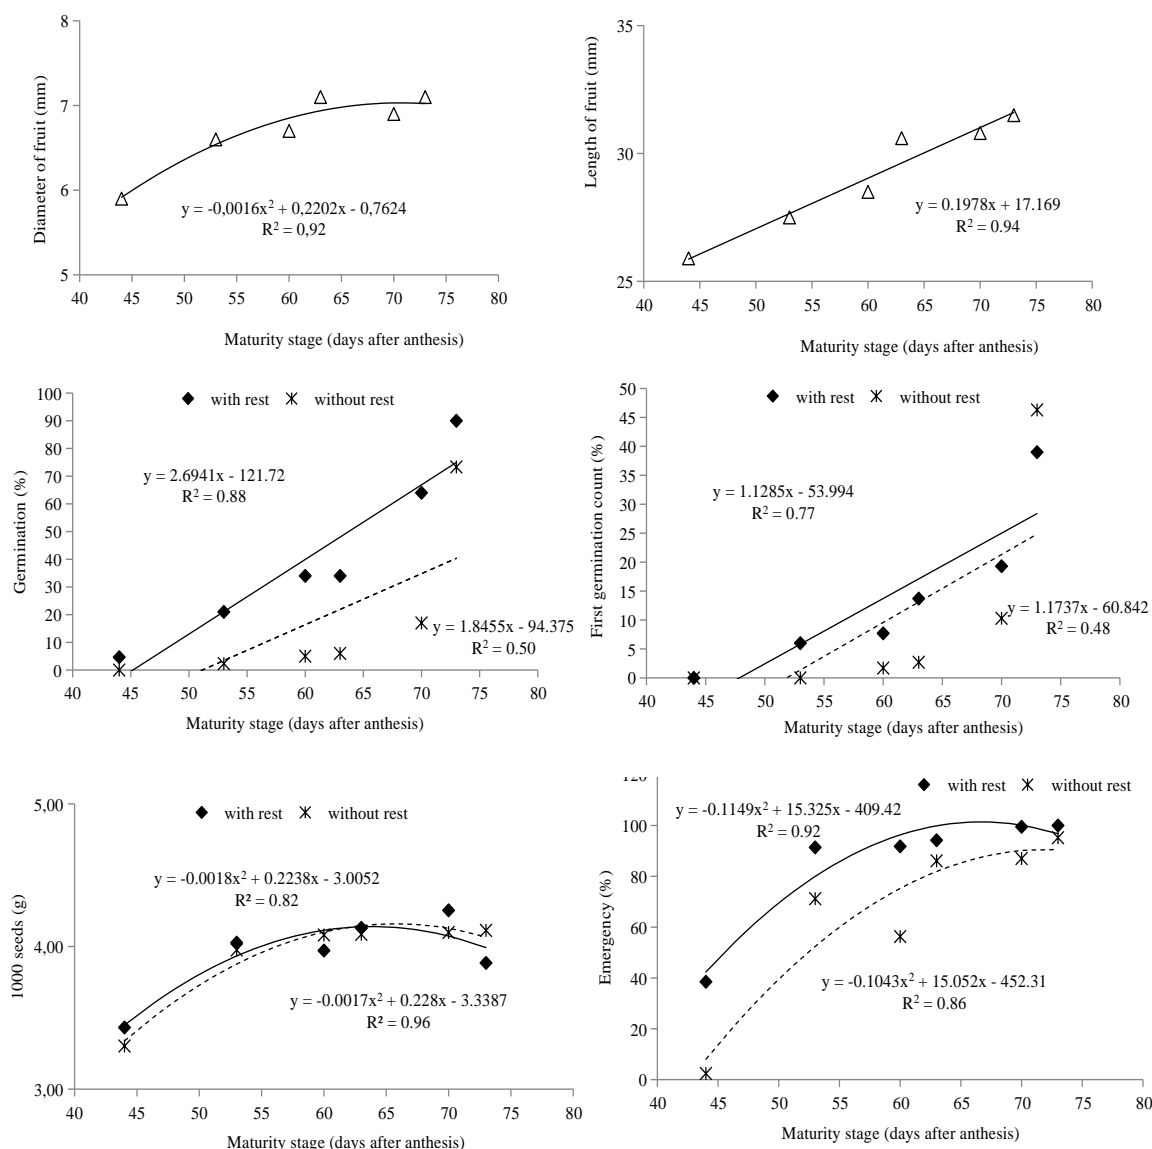 8
7
6
5
Diameter of fruit (mm)
y = -0,0016x² + 0,2202x - 0,7624
R² = 0,92
40 45 50 55 60 65 70 75 80
Maturity stage (days after anthesis)
35
30
25
Length of fruit (mm)
y = 0.1978x + 17.169
R² = 0.94
40 45 50 55 60 65 70 75 80
Maturity stage (days after anthesis)
100
90
80
70
60
50
40
30
20
10
0
Germination (%)
with rest without rest
y = 2.6941x - 121.72
R² = 0.88
y = 1.8455x - 94.375
R² = 0.50
40 45 50 55 60 65 70 75 80
Maturity stage (days after anthesis)
50
45
40
35
30
25
20
15
10
5
0
First germination count (%)
with rest without rest
y = 1.1285x - 53.994
R² = 0.77
y = 1.1737x - 60.842
R² = 0.48
40 45 50 55 60 65 70 75 80
Maturity stage (days after anthesis)
5,00
4,00
3,00
1000 seeds (g)
with rest without rest
y = -0.0018x² + 0.2238x - 3.0052
R² = 0.82
y = -0.0017x² + 0.228x - 3.3387
R² = 0.96
40 45 50 55 60 65 70 75 80
Maturity stage (days after anthesis)
120
100
80
60
40
20
0
Emergency (%)
with rest without rest
y = -0.1149x² + 15.325x - 409.42
R² = 0.92
y = -0.1043x² + 15.052x - 452.31
R² = 0.86
40 45 50 55 60 65 70 75 80
Maturity stage (days after anthesis)